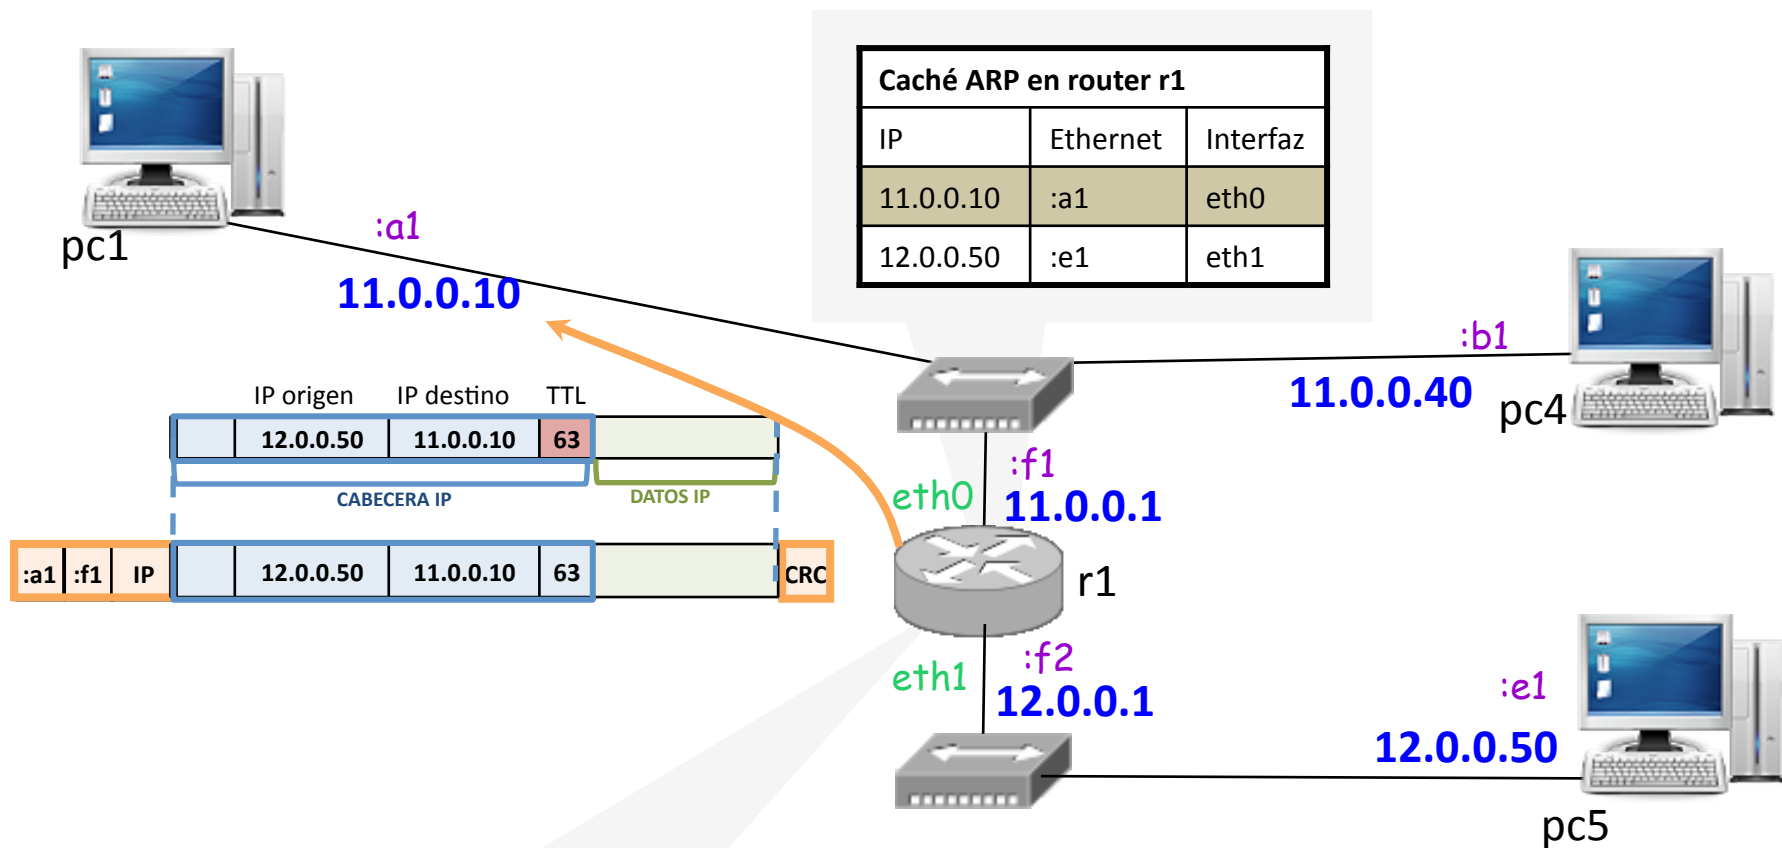 Caché ARP en router r1
IP Ethernet Interfaz
11.0.0.10 :a1 eth0
12.0.0.50 :e1 eth1
pc1
:a1
11.0.0.10
:b1
11.0.0.40
pc4
IP origen IP destino TTL
12.0.0.50 11.0.0.10 63
CABECERA IP DATOS IP
:a1 :f1 IP 12.0.0.50 11.0.0.10 63 CRC
:f1
eth0
11.0.0.1
r1
:f2
eth1
12.0.0.1
:e1
12.0.0.50
pc5